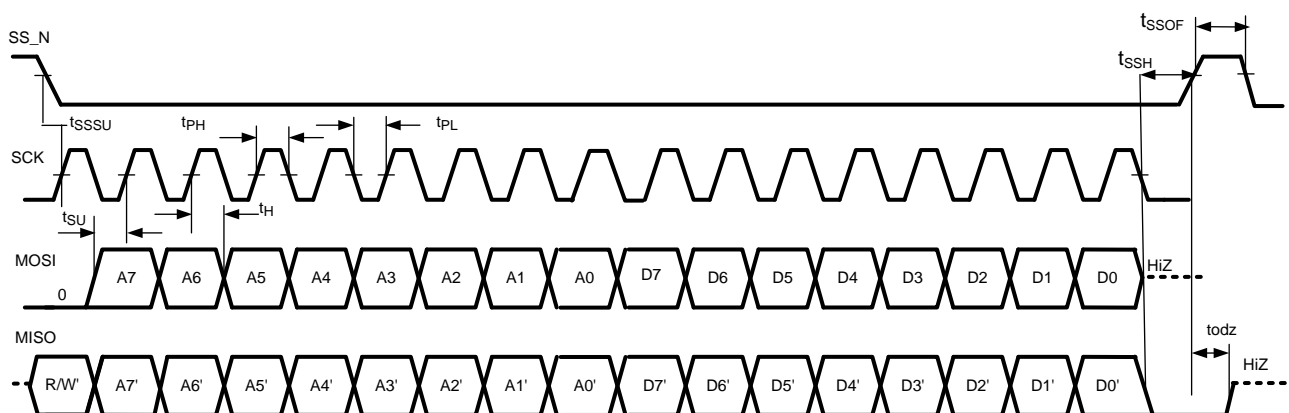 SS_N
tSSOF
tSSH
tSSSU
tPH
tPL
SCK
tSU
tH
MOSI
0
A7 A6 A5 A4 A3 A2 A1 A0 D7 D6 D5 D4 D3 D2 D1 D0
HiZ
MISO
todz
HiZ
R/W' A7' A6' A5' A4' A3' A2' A1' A0' D7' D6' D5' D4' D3' D2' D1' D0'